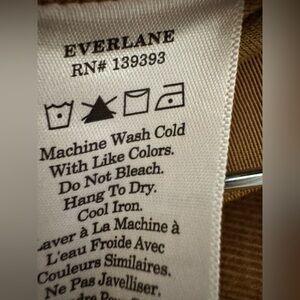 EVERLANE
RN# 139393
Machine Wash Cold
With Like Colors.
Do Not Bleach.
Hang To Dry.
Cool Iron.
à La Machine à
L'eau Froide Avec
Couleurs Similaires.
Ne Pas Javelliser.